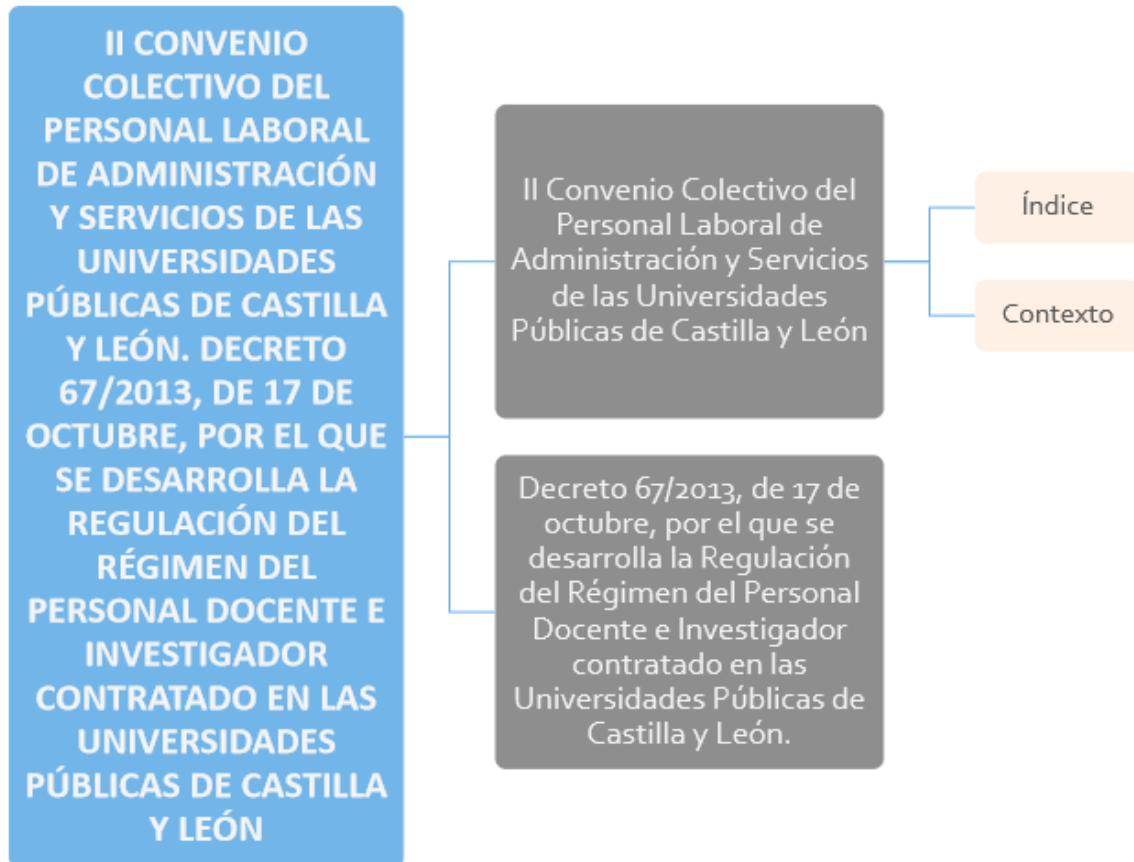 II CONVENIO
COLECTIVO DEL
PERSONAL LABORAL
DE ADMINISTRACIÓN
Y SERVICIOS DE LAS
UNIVERSIDADES
PÚBLICAS DE CASTILLA
Y LEÓN. DECRETO
67/2013, DE 17 DE
OCTUBRE, POR EL QUE
SE DESARROLLA LA
REGULACIÓN DEL
RÉGIMEN DEL
PERSONAL DOCENTE E
INVESTIGADOR
CONTRATADO EN LAS
UNIVERSIDADES
PÚBLICAS DE CASTILLA
Y LEÓN
II Convenio Colectivo del
Personal Laboral de
Administración y Servicios
de las Universidades
Públicas de Castilla y León
Índice
Contexto
Decreto 67/2013, de 17 de
octubre, por el que se
desarrolla la Regulación
del Régimen del Personal
Docente e Investigador
contratado en las
Universidades Públicas de
Castilla y León.